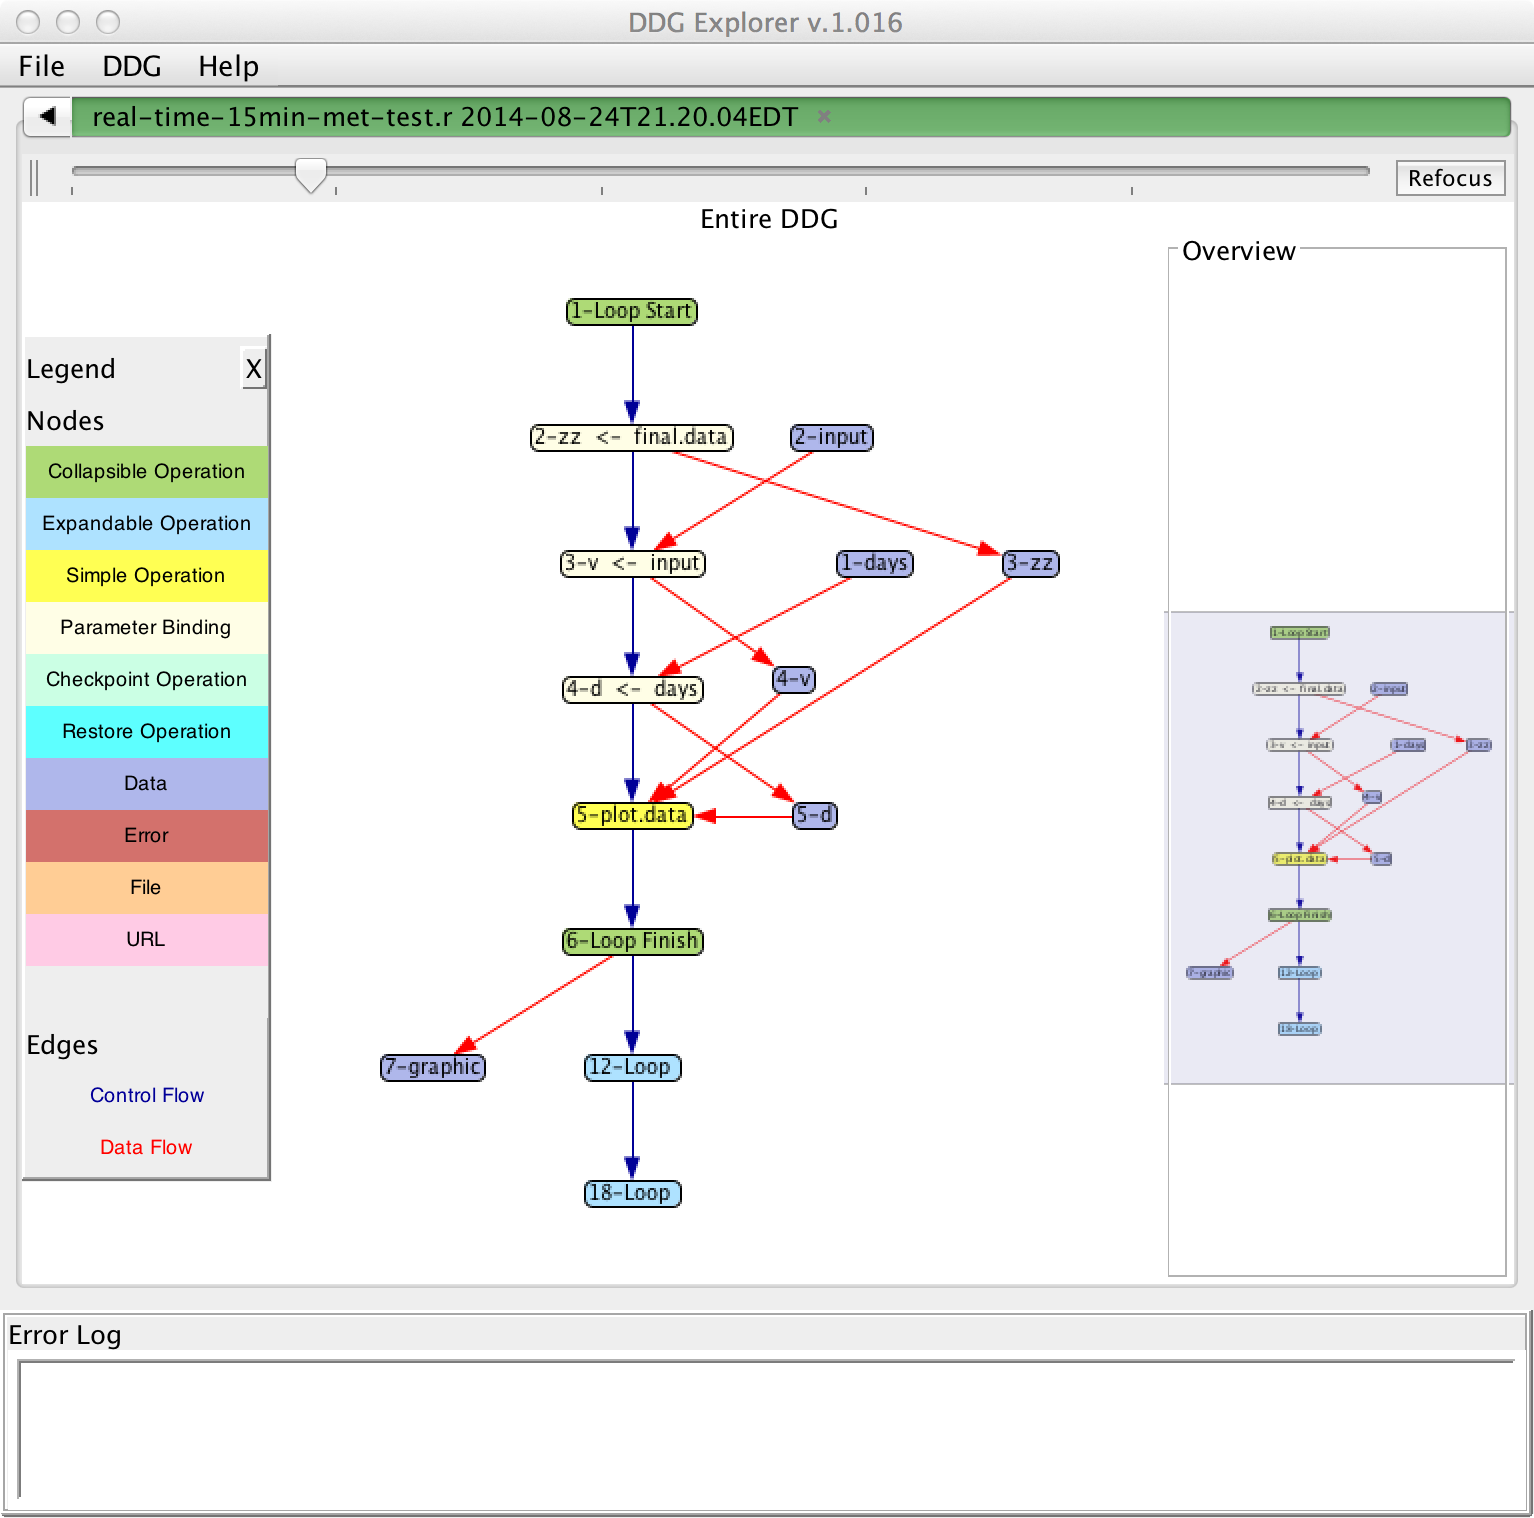 DDG Explorer v.1.016
File DDG Help
real-time-15min-met-test.r 2014-08-24T21.20.04EDT
Refocus
Entire DDG
Legend X
Nodes
Collapsible Operation
Expandable Operation
Simple Operation
Parameter Binding
Checkpoint Operation
Restore Operation
Data
Error
File
URL
Edges
Control Flow
Data Flow
1-Loop Start
2-zz <- final.data 2-input
3-v <- input 1-days 3-zz
4-d <- days 4-v
5-plot.data 5-d
6-Loop Finish
7-graphic 12-Loop
18-Loop
Overview
1-Loop Start
2-zz <- final.data 2-input
3-v <- input 1-days 3-zz
4-d <- days 4-v
5-plot.data 5-d
6-Loop Finish
7-graphic 12-Loop
18-Loop
Error Log